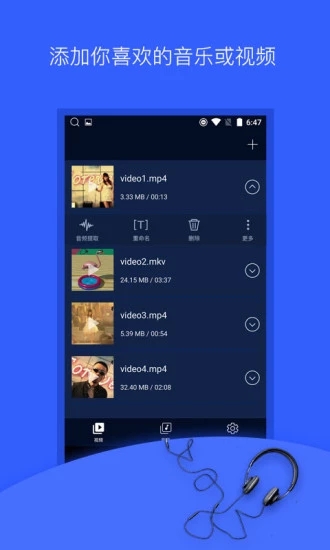 添加你喜欢的音乐或视频
6:47
video1.mp4
3.33 MB / 00:13
音频提取
重命名
删除
更多
video2.mkv
24.15 MB / 03:37
video3.mp4
5.39 MB / 00:54
video4.mp4
32.40 MB / 02:08
视频